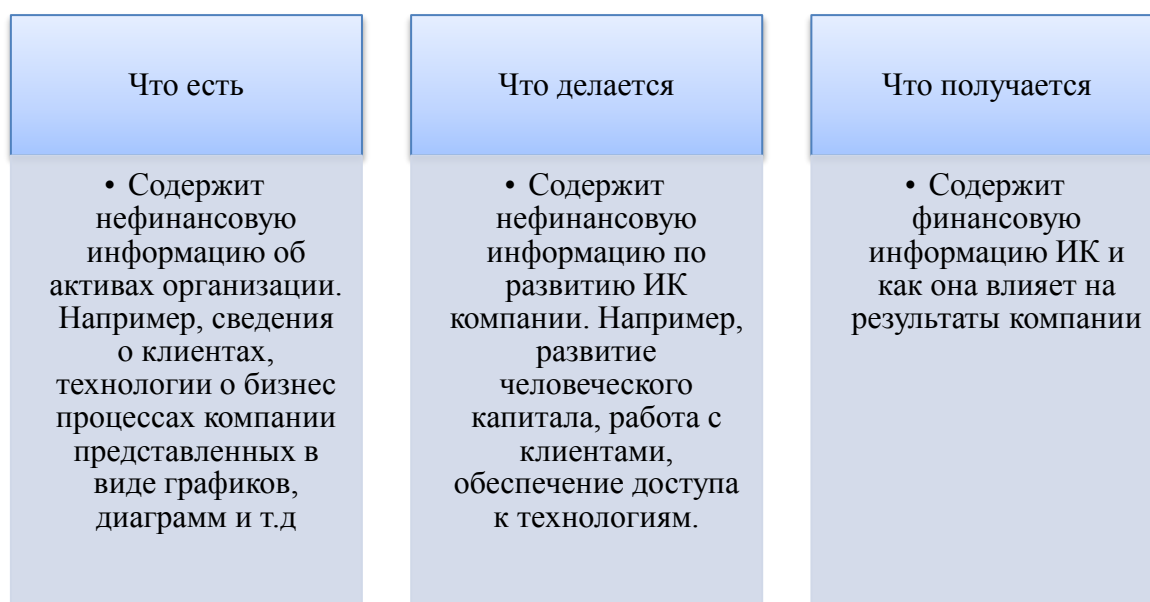 Что есть
• Содержит
нефинансовую
информацию об
активах организации.
Например, сведения
о клиентах,
технологии о бизнес
процессах компании
представленных в
виде графиков,
диаграмм и т.д
Что делается
• Содержит
нефинансовую
информацию по
развитию ИК
компании. Например,
развитие
человеческого
капитала, работа с
клиентами,
обеспечение доступа
к технологиям.
Что получается
• Содержит
финансовую
информацию ИК и
как она влияет на
результаты компании